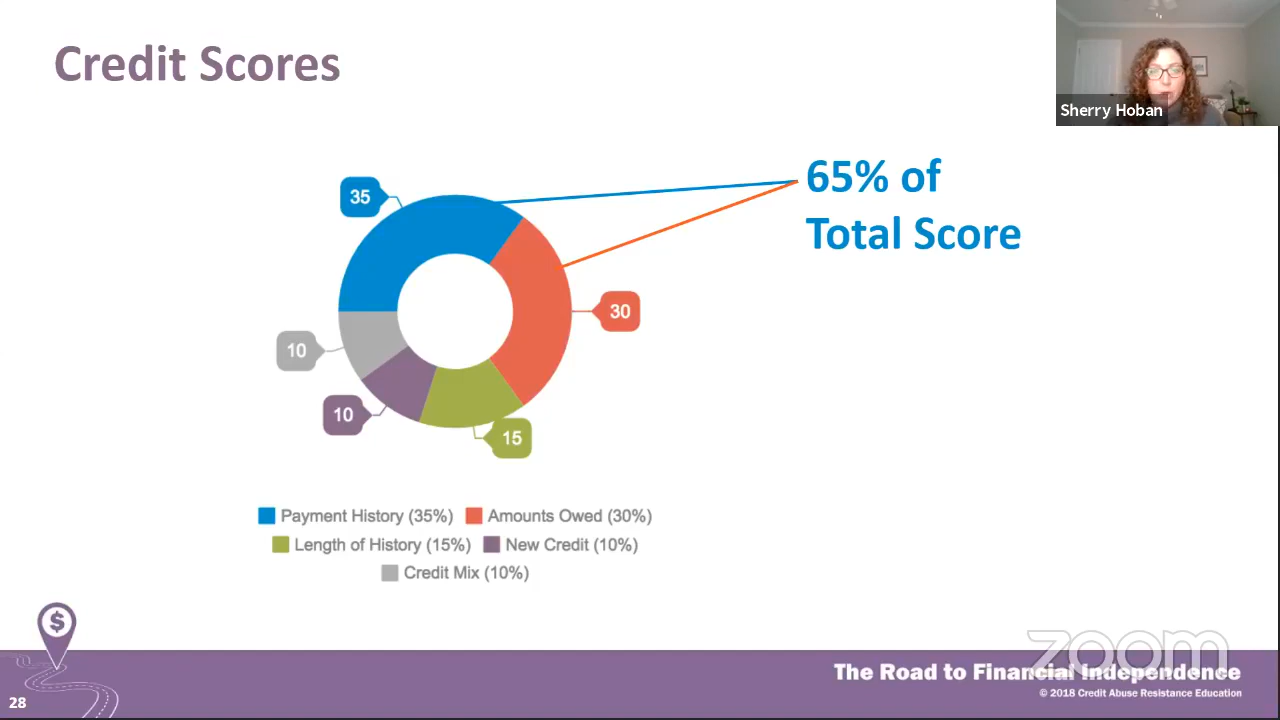 Credit Scores
Sherry Hoban
65% of
Total Score
35
30
10
10
15
Payment History (35%) Amounts Owed (30%)
Length of History (15%) New Credit (10%)
Credit Mix (10%)
$
zoom
The Road to Financial Independence
© 2018 Credit Abuse Resistance Education
28